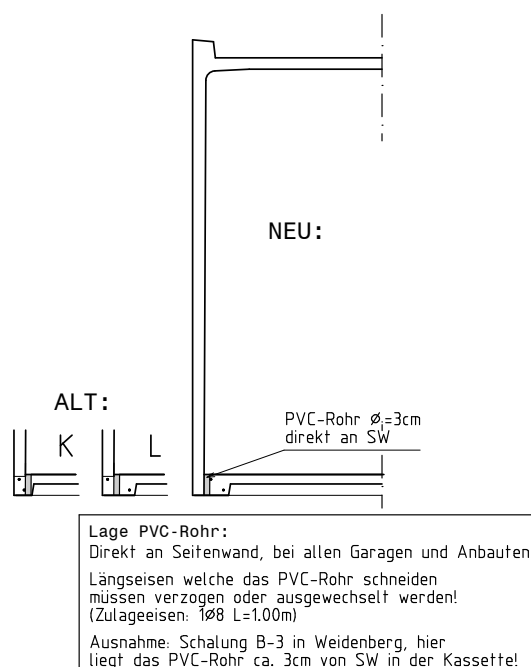 NEU:
ALT:
K
L
PVC-Rohr ø=3cm
direkt an SW
Lage PVC-Rohr:
Direkt an Seitenwand, bei allen Garagen und Anbauten
Längseisen welche das PVC-Rohr schneiden
müssen verzogen oder ausgewechselt werden!
(Zulageeisen: 1ø8 L=1.00m)
Ausnahme: Schalung B-3 in Weidenberg, hier
liegt das PVC-Rohr ca. 3cm von SW in der Kassette!